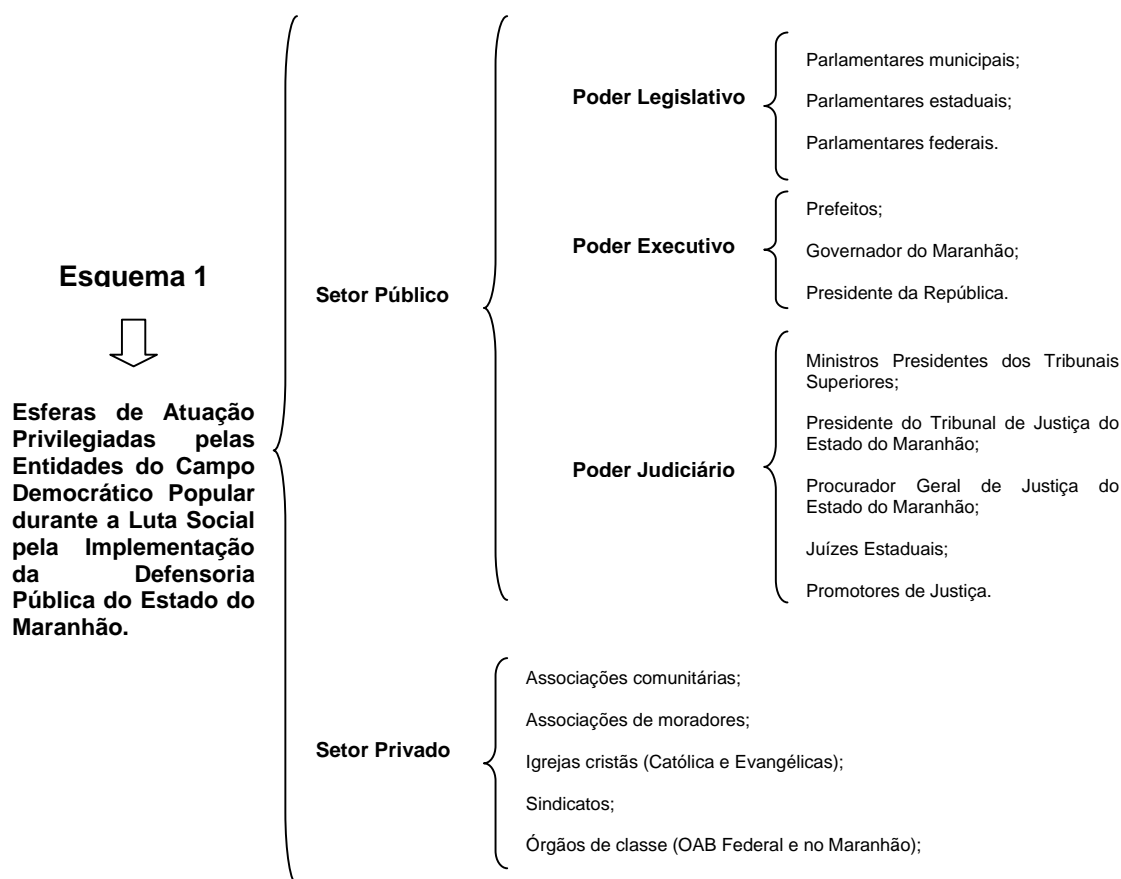 Esquema 1
Esferas de Atuação
Privilegiadas pelas
Entidades do Campo
Democrático Popular
durante a Luta Social
pela Implementação
da Defensoria
Pública do Estado do
Maranhão.
Setor Público
Poder Legislativo
Parlamentares municipais;
Parlamentares estaduais;
Parlamentares federais.
Poder Executivo
Prefeitos;
Governador do Maranhão;
Presidente da República.
Poder Judiciário
Ministros Presidentes dos Tribunais
Superiores;
Presidente do Tribunal de Justiça do
Estado do Maranhão;
Procurador Geral de Justiça do
Estado do Maranhão;
Juízes Estaduais;
Promotores de Justiça.
Setor Privado
Associações comunitárias;
Associações de moradores;
Igrejas cristãs (Católica e Evangélicas);
Sindicatos;
Órgãos de classe (OAB Federal e no Maranhão);